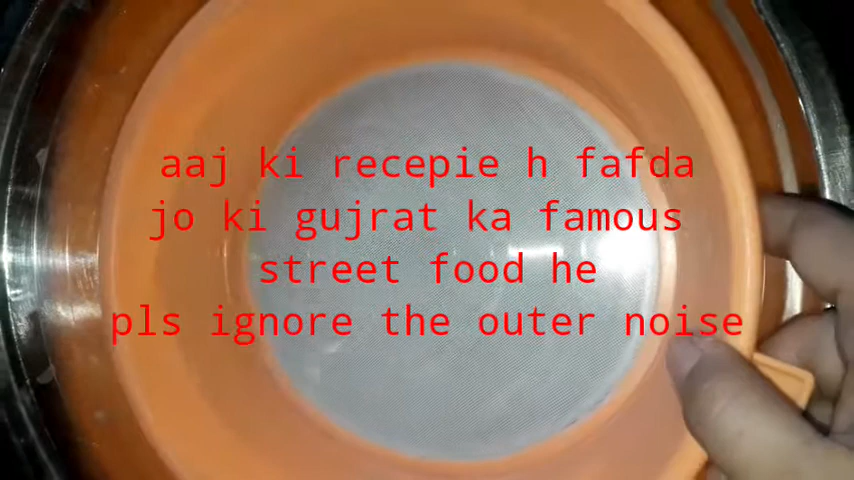 aaj ki recepie h fafda
jo ki gujrat ka famous
street food he
pls ignore the outer noise